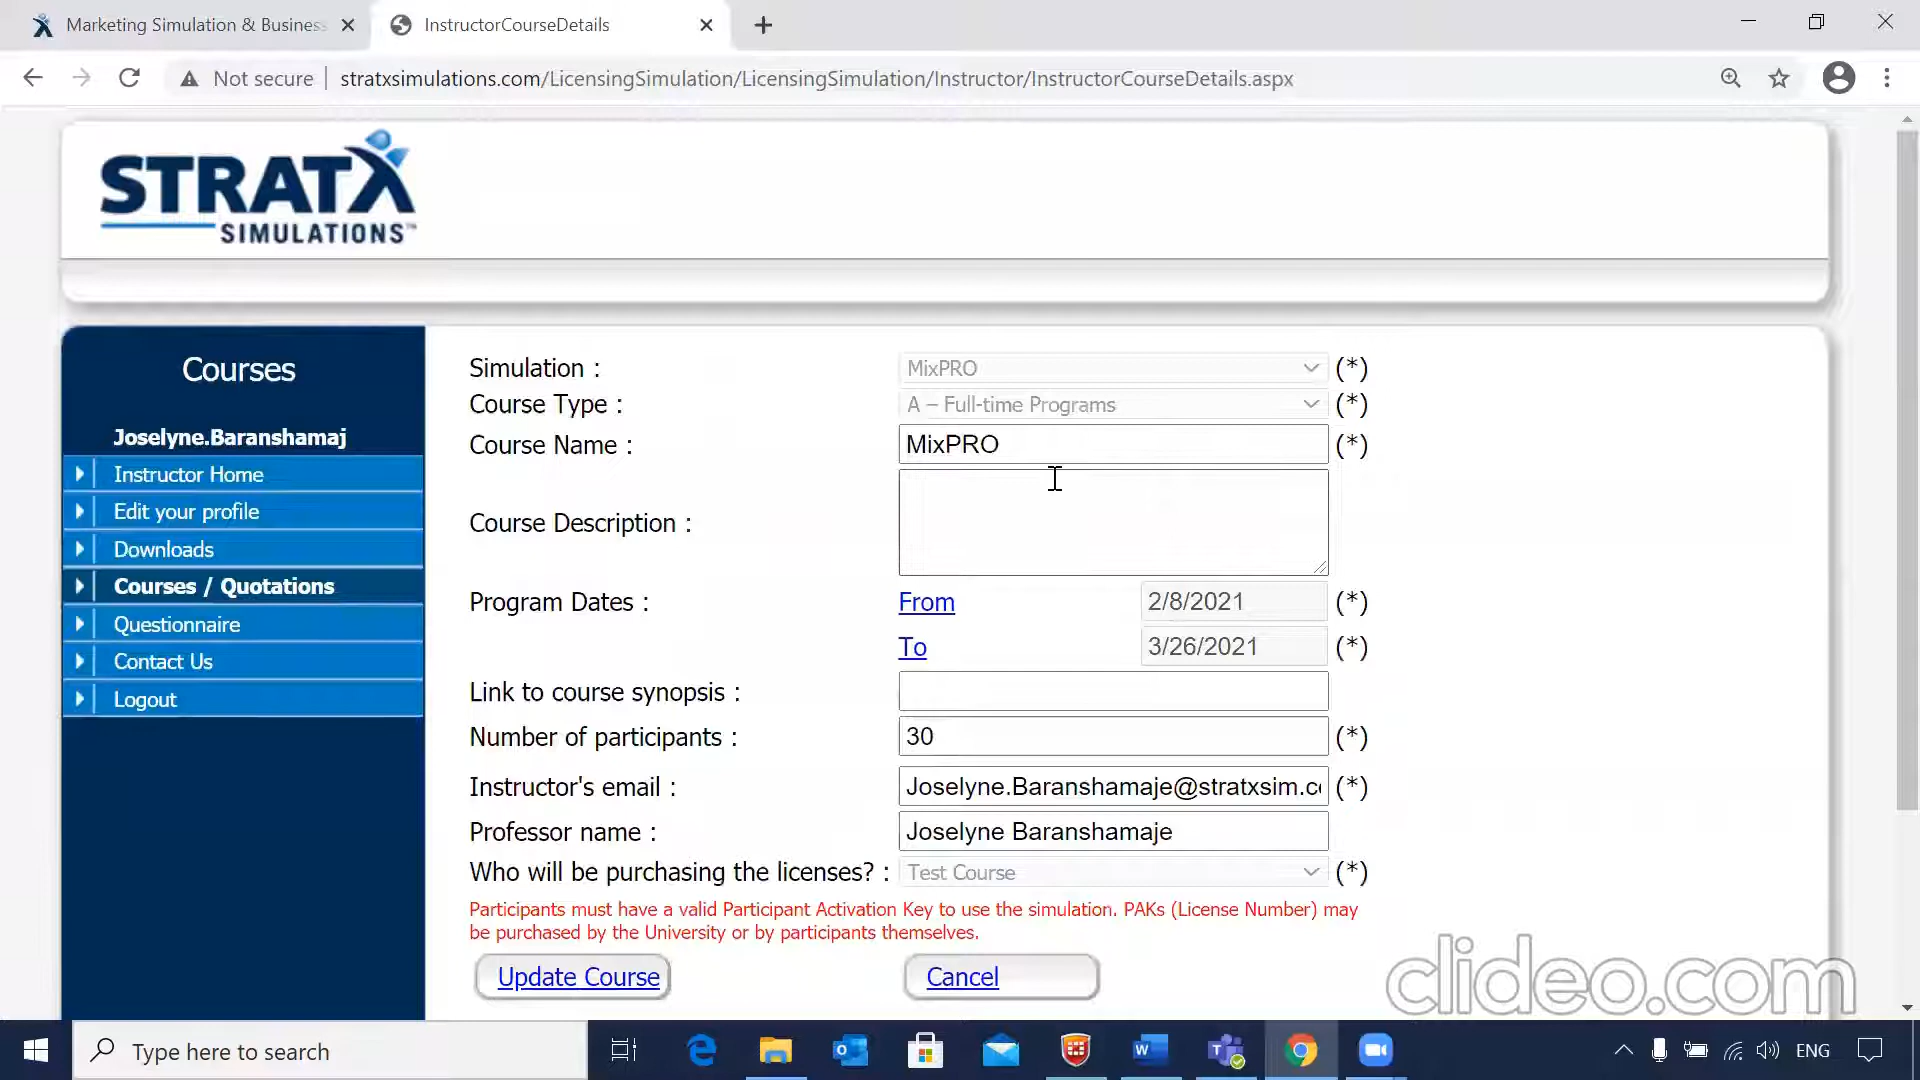 Marketing Simulation & Business
InstructorCourseDetails
Not secure
stratxsimulations.com/LicensingSimulation/LicensingSimulation/Instructor/InstructorCourseDetails.aspx
STRATX
SIMULATIONS™
Courses
Joselyne.Baranshamaj
Instructor Home
Edit your profile
Downloads
Courses / Quotations
Questionnaire
Contact Us
Logout
Simulation : MixPRO (*)
Course Type : A – Full-time Programs (*)
Course Name : MixPRO (*)
Course Description :
Program Dates : From 2/8/2021 (*)
To 3/26/2021 (*)
Link to course synopsis :
Number of participants : 30 (*)
Instructor's email : Joselyne.Baranshamaje@stratxsim.c (*)
Professor name : Joselyne Baranshamaje
Who will be purchasing the licenses? : Test Course (*)
Participants must have a valid Participant Activation Key to use the simulation. PAKs (License Number) may
be purchased by the University or by participants themselves.
Update Course Cancel
clideo.com
Type here to search
ENG